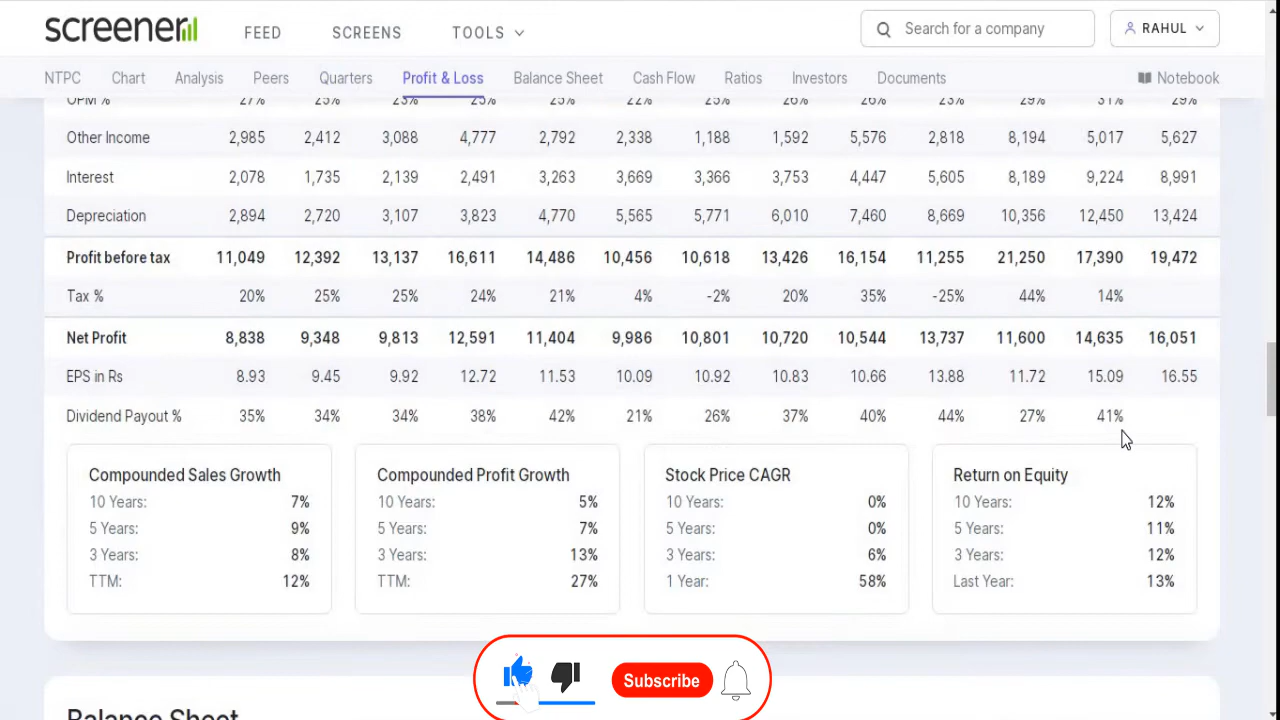 screener FEED SCREENS TOOLS Search for a company RAHUL
NTPC Chart Analysis Peers Quarters Profit & Loss Balance Sheet Cash Flow Ratios Investors Documents Notebook
OPM % 27% 25% 23% 25% 25% 22% 25% 26% 26% 23% 29% 31% 29%
Other Income 2,985 2,412 3,088 4,777 2,792 2,338 1,188 1,592 5,576 2,818 8,194 5,017 5,627
Interest 2,078 1,735 2,139 2,491 3,263 3,669 3,366 3,753 4,447 5,605 8,189 9,224 8,991
Depreciation 2,894 2,720 3,107 3,823 4,770 5,565 5,771 6,010 7,460 8,669 10,356 12,450 13,424
Profit before tax 11,049 12,392 13,137 16,611 14,486 10,456 10,618 13,426 16,154 11,255 21,250 17,390 19,472
Tax % 20% 25% 25% 24% 21% 4% -2% 20% 35% -25% 44% 14%
Net Profit 8,838 9,348 9,813 12,591 11,404 9,986 10,801 10,720 10,544 13,737 11,600 14,635 16,051
EPS in Rs 8.93 9.45 9.92 12.72 11.53 10.09 10.92 10.83 10.66 13.88 11.72 15.09 16.55
Dividend Payout % 35% 34% 34% 38% 42% 21% 26% 37% 40% 44% 27% 41%
Compounded Sales Growth
10 Years: 7%
5 Years: 9%
3 Years: 8%
TTM: 12%
Compounded Profit Growth
10 Years: 5%
5 Years: 7%
3 Years: 13%
TTM: 27%
Stock Price CAGR
10 Years: 0%
5 Years: 0%
3 Years: 6%
1 Year: 58%
Return on Equity
10 Years: 12%
5 Years: 11%
3 Years: 12%
Last Year: 13%
Subscribe
Balance Sheet